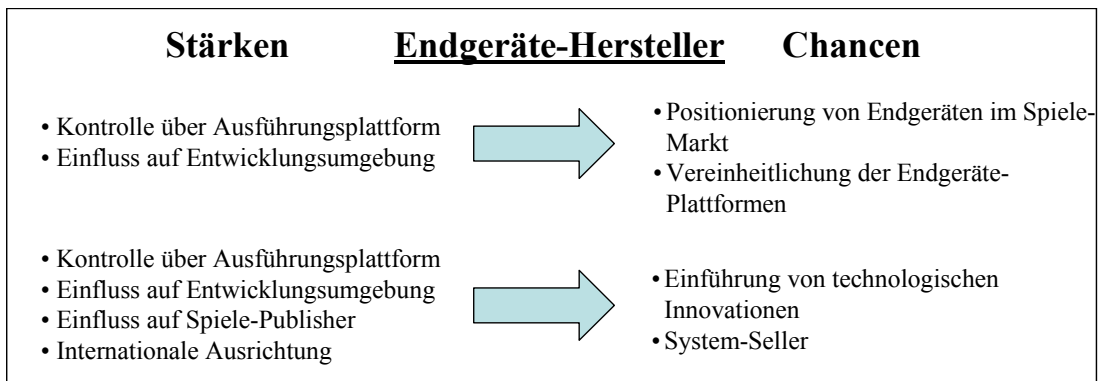 Stärken Endgeräte-Hersteller Chancen
• Kontrolle über Ausführungsplattform
• Einfluss auf Entwicklungsumgebung
• Positionierung von Endgeräten im Spiele-
Markt
• Vereinheitlichung der Endgeräte-
Plattformen
• Kontrolle über Ausführungsplattform
• Einfluss auf Entwicklungsumgebung
• Einfluss auf Spiele-Publisher
• Internationale Ausrichtung
• Einführung von technologischen
Innovationen
• System-Seller